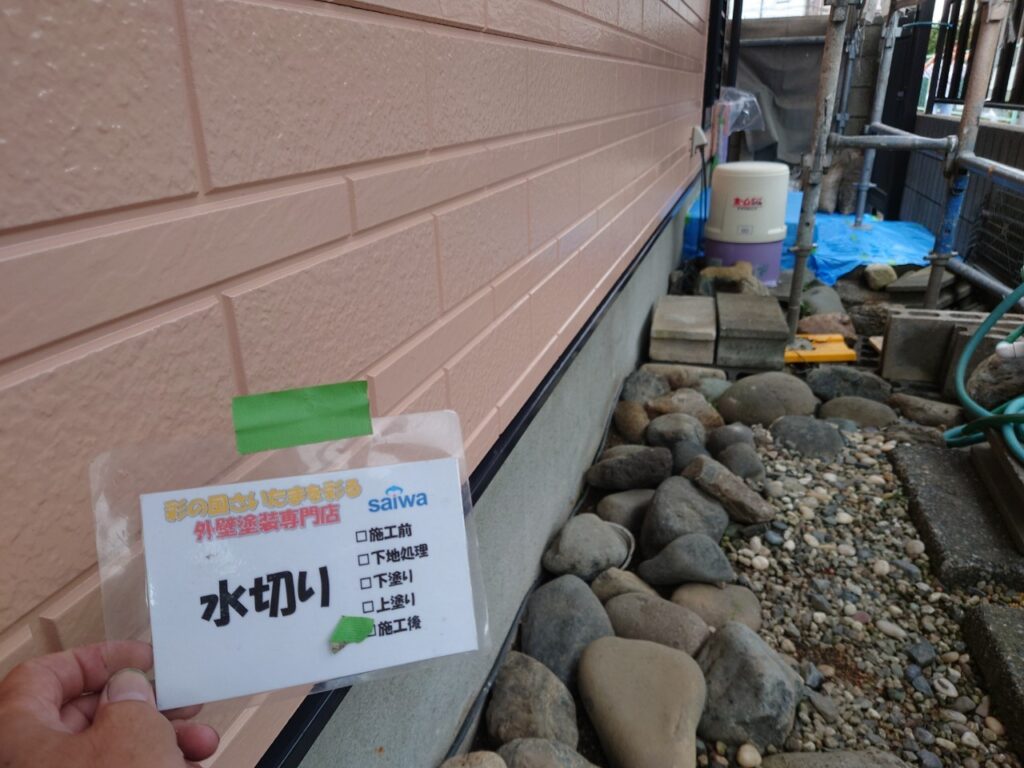 彩の国さいたまを彩る
外壁塗装専門店
saiwa
水切り
□施工前
□下地処理
□下塗り
□上塗り
□施工後